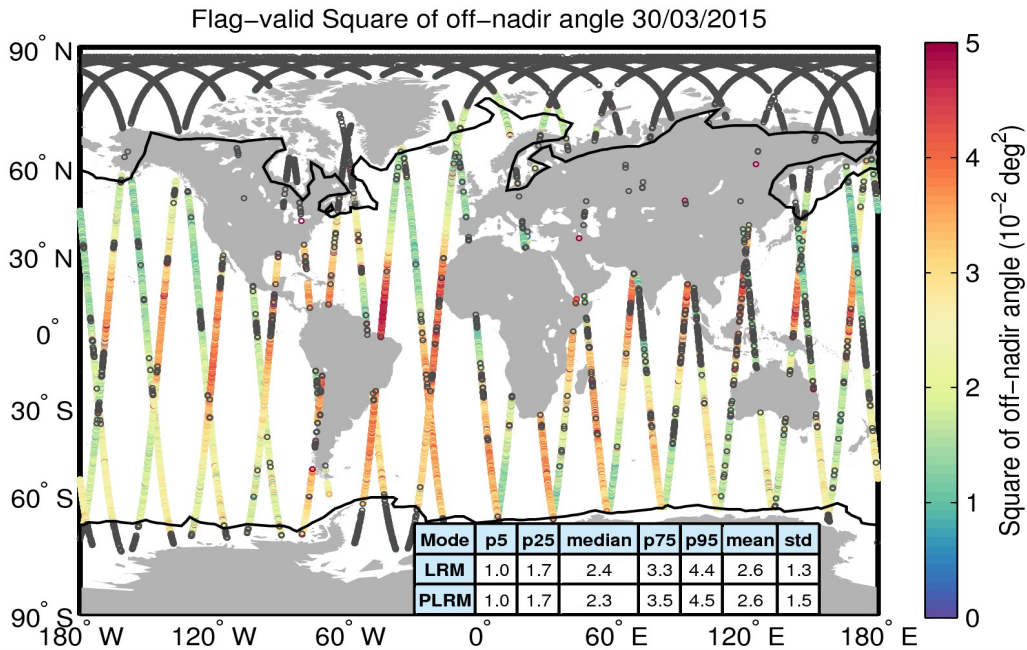 Flag−valid Square of off−nadir angle 30/03/2015
90° N
60° N
30° N
0°
30° S
60° S
90° S
180° W
120° W
60° W
0°
60° E
120° E
180° E
Mode p5 p25 median p75 p95 mean std
LRM 1.0 1.7 2.4 3.3 4.4 2.6 1.3
PLRM 1.0 1.7 2.3 3.5 4.5 2.6 1.5
5
4
3
2
1
0
Square of off−nadir angle (10⁻² deg²)